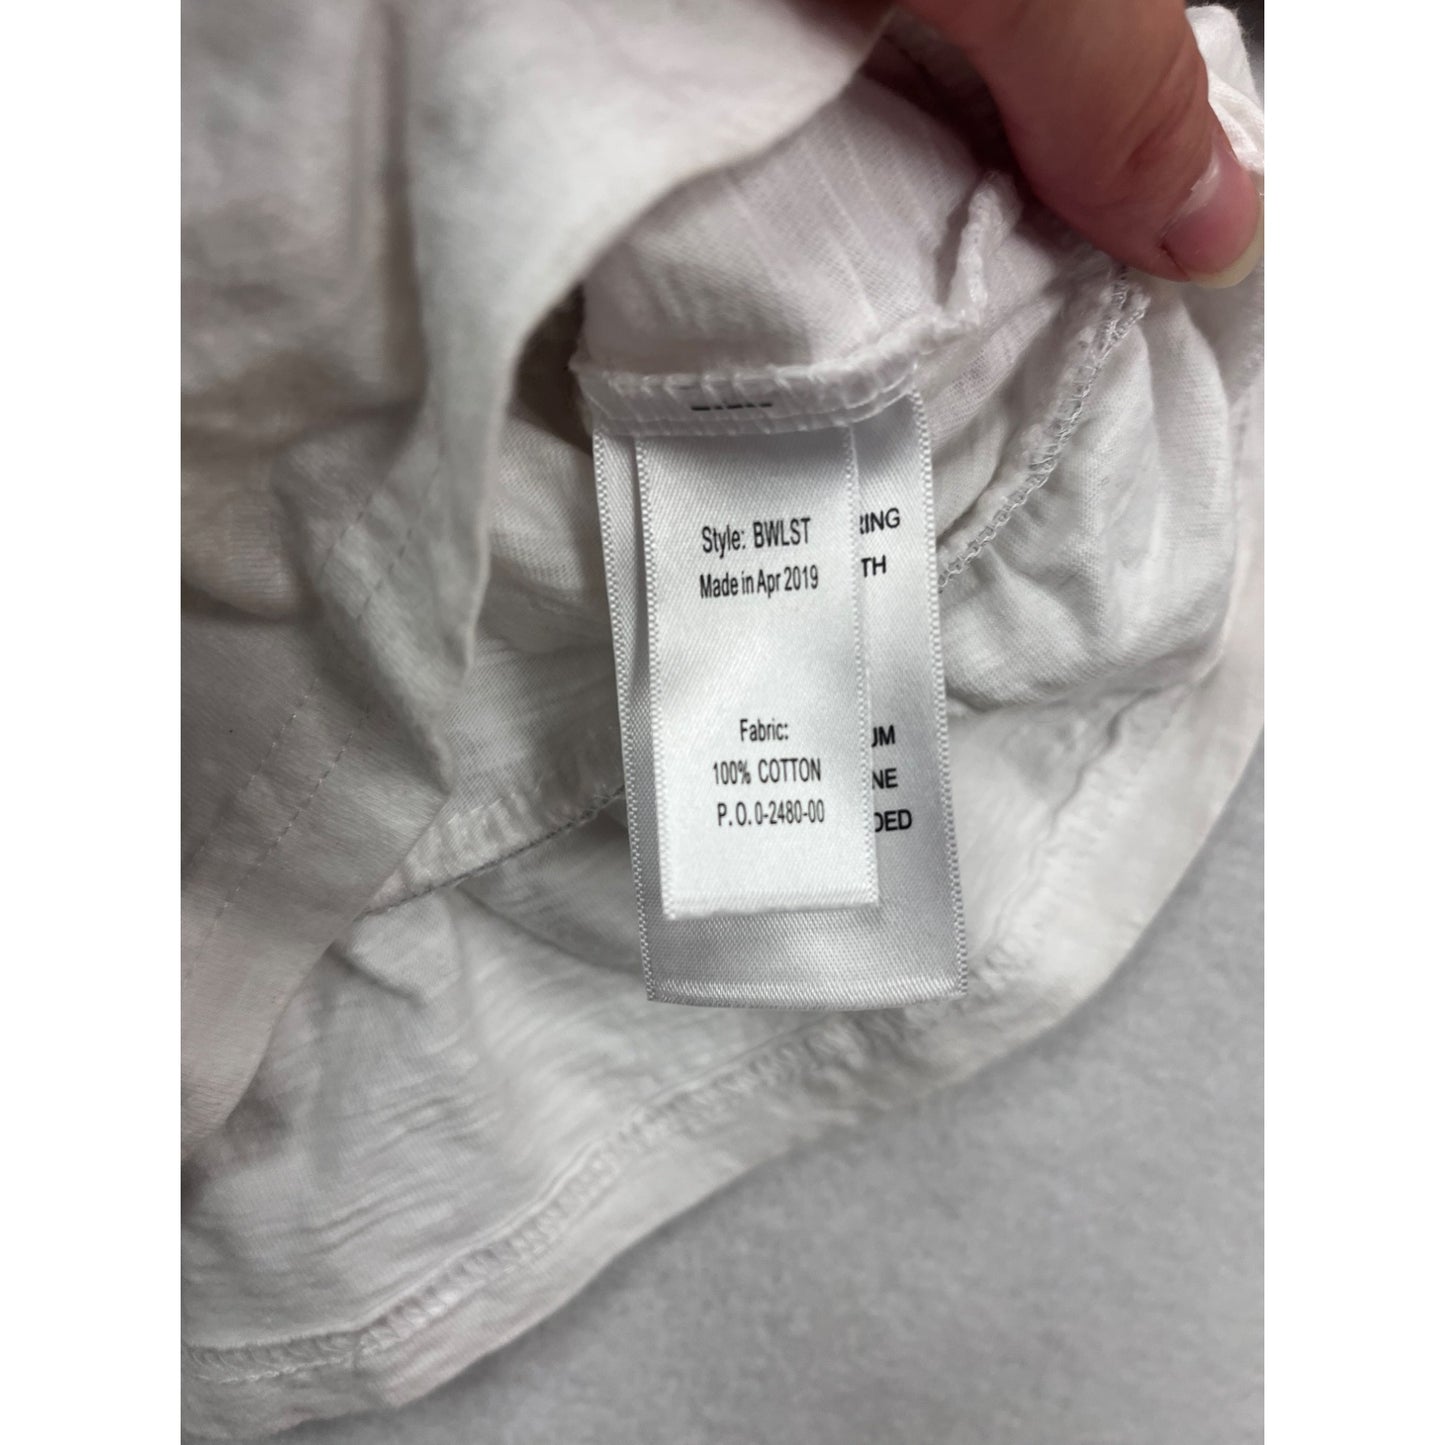 Style: BWLST
Made in Apr 2019
Fabric:
100% COTTON
P.O.0-2480-00
RING
TH
UM
NE
DED